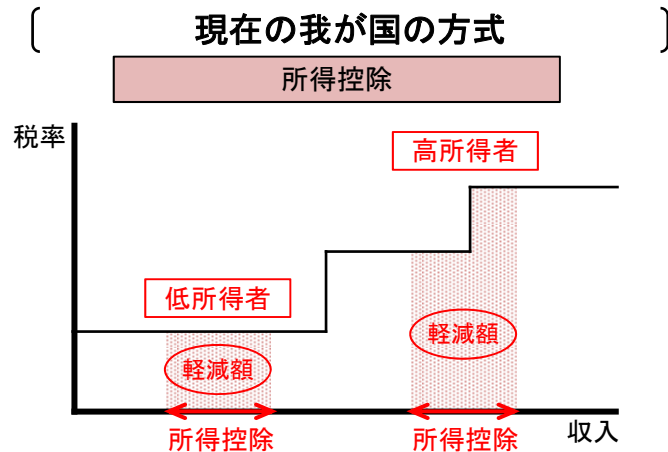 現在の我が国の方式
所得控除
税率
高所得者
低所得者
軽減額
軽減額
所得控除
所得控除
収入